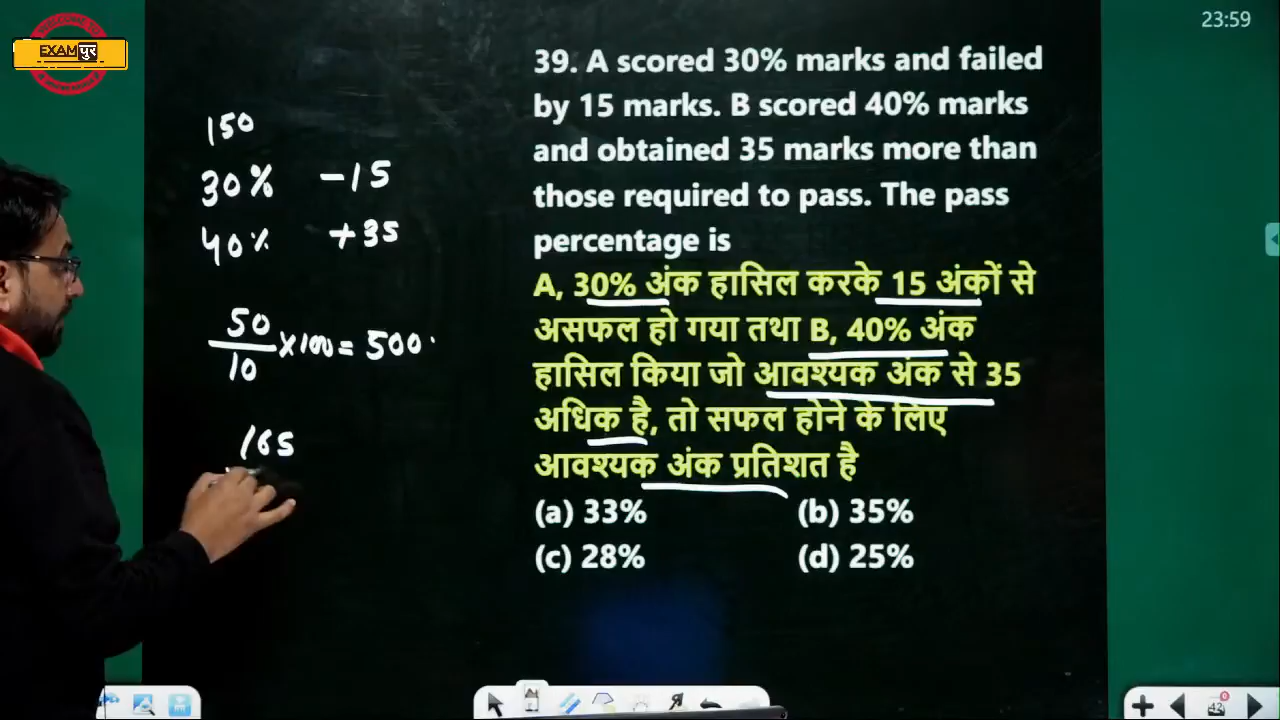 WELCOME TO
EXAMपुर
23:59
150
30% -15
40% +35
50
10
×100 = 500
165
39. A scored 30% marks and failed
by 15 marks. B scored 40% marks
and obtained 35 marks more than
those required to pass. The pass
percentage is
A, 30% अंक हासिल करके 15 अंकों से
असफल हो गया तथा B, 40% अंक
हासिल किया जो आवश्यक अंक से 35
अधिक है, तो सफल होने के लिए
आवश्यक अंक प्रतिशत है
(a) 33% (b) 35%
(c) 28% (d) 25%